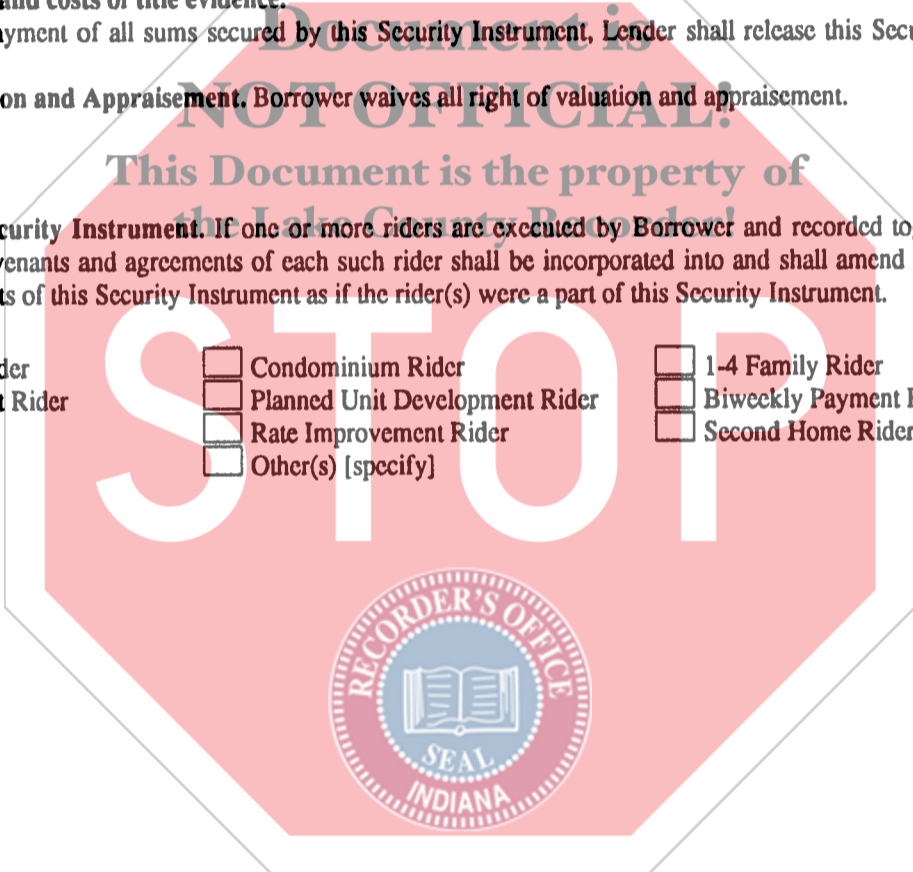 and costs of title evidence.
Document is
ayment of all sums secured by this Security Instrument, Lender shall release this Secu
NOT OFFICIAL!
on and Appraisement. Borrower waives all right of valuation and appraisement.
This Document is the property of
the Lake County Recorder!
curity Instrument. If one or more riders are executed by Borrower and recorded to
venants and agreements of each such rider shall be incorporated into and shall amend
ts of this Security Instrument as if the rider(s) were a part of this Security Instrument.
der Condominium Rider 1-4 Family Rider
t Rider Planned Unit Development Rider Biweekly Payment
Rate Improvement Rider Second Home Rider
Other(s) [specify]
STOP
RECORDER'S OFFICE
SEAL
INDIANA